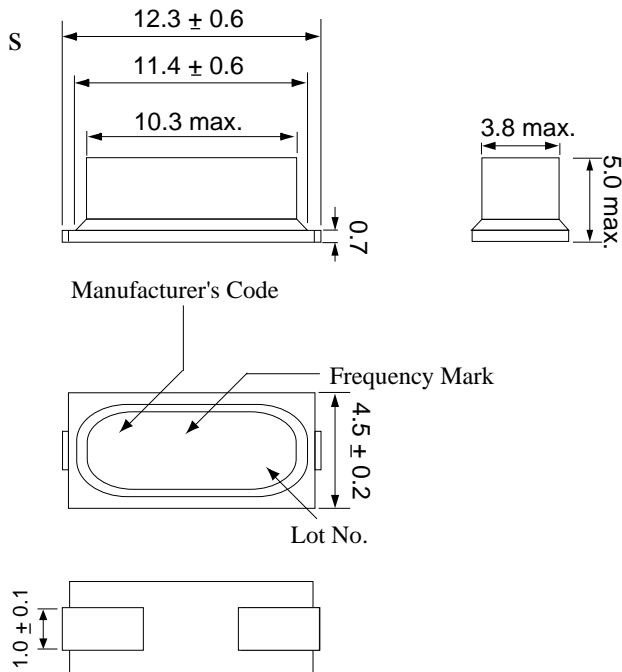 S
12.3 ± 0.6
11.4 ± 0.6
10.3 max.
0.7
3.8 max.
5.0 max.
Manufacturer's Code
Frequency Mark
4.5 ± 0.2
Lot No.
1.0 ± 0.1